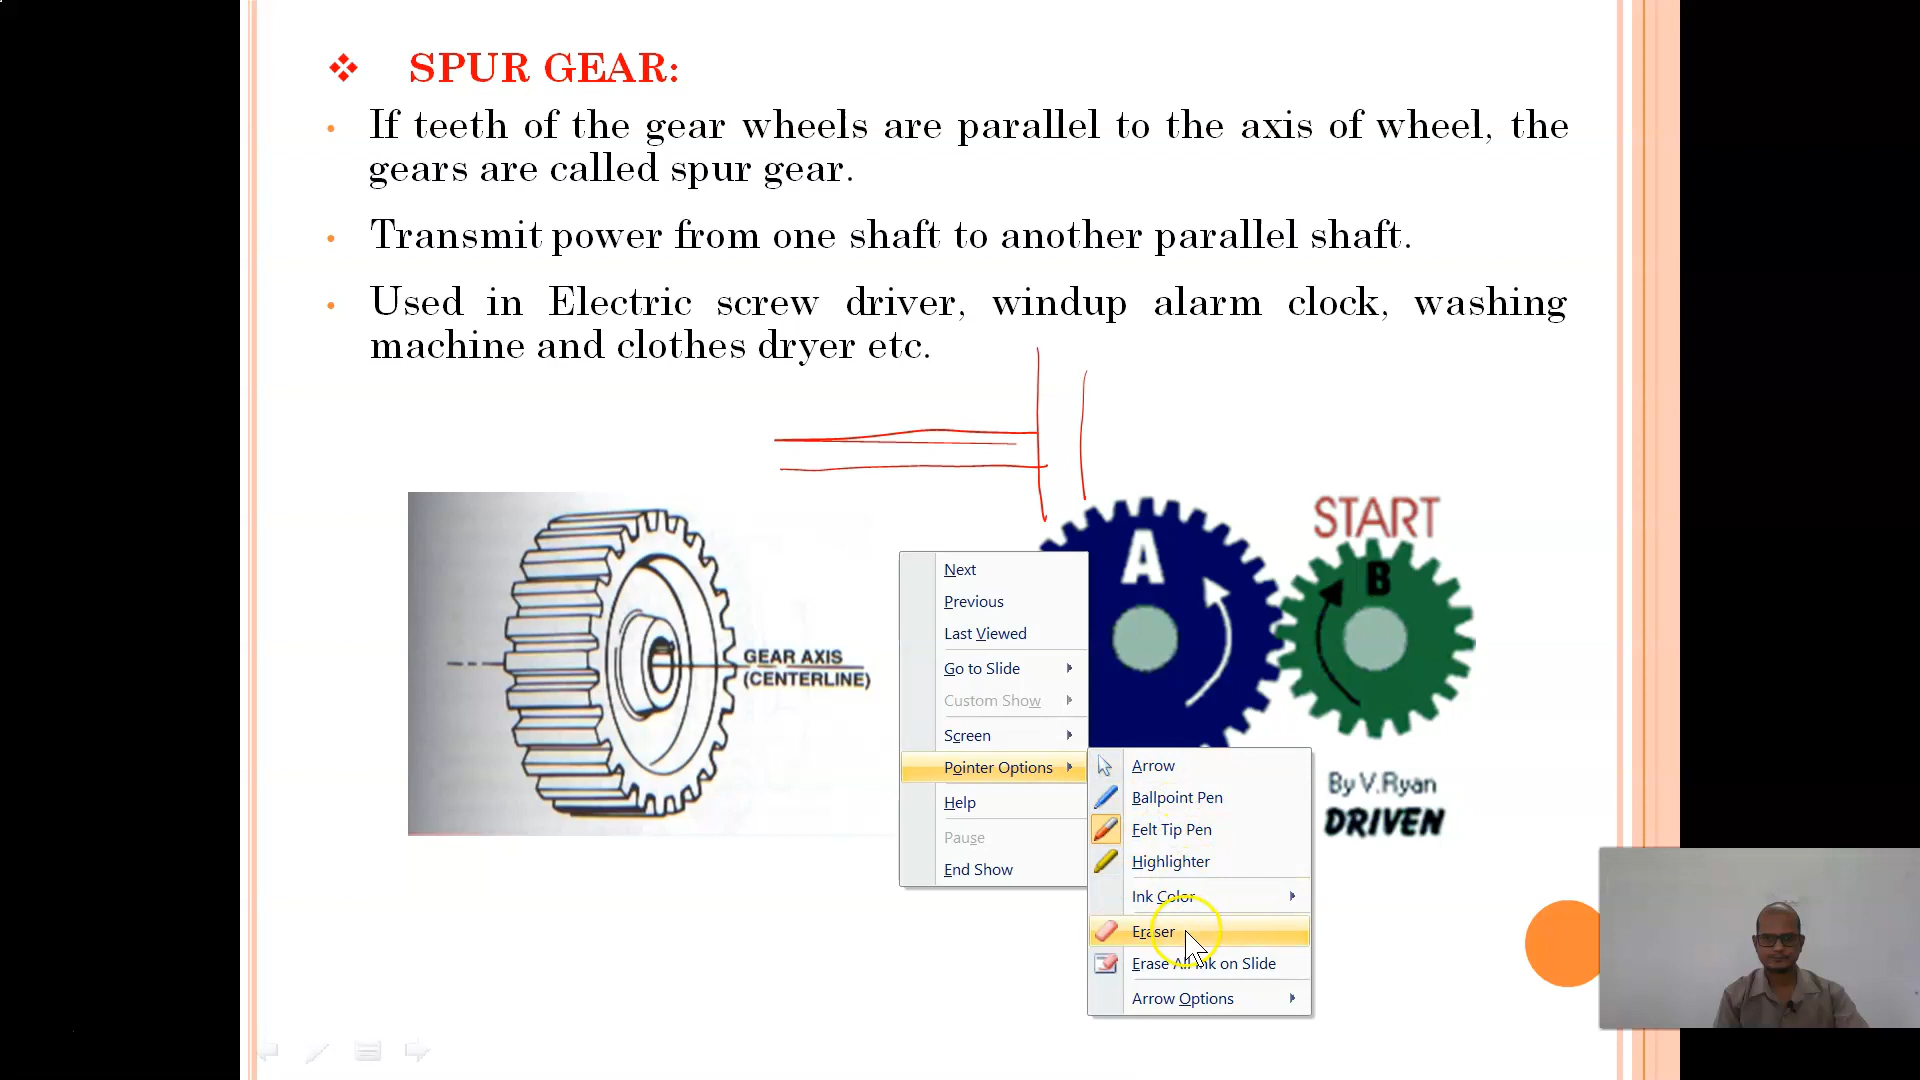 SPUR GEAR:
If teeth of the gear wheels are parallel to the axis of wheel, the
gears are called spur gear.
Transmit power from one shaft to another parallel shaft.
Used in Electric screw driver, windup alarm clock, washing
machine and clothes dryer etc.
GEAR AXIS
(CENTERLINE)
A
START
B
By V.Ryan
DRIVEN
Next
Previous
Last Viewed
Go to Slide
Custom Show
Screen
Pointer Options
Help
Pause
End Show
Arrow
Ballpoint Pen
Felt Tip Pen
Highlighter
Ink Color
Eraser
Erase All Ink on Slide
Arrow Options